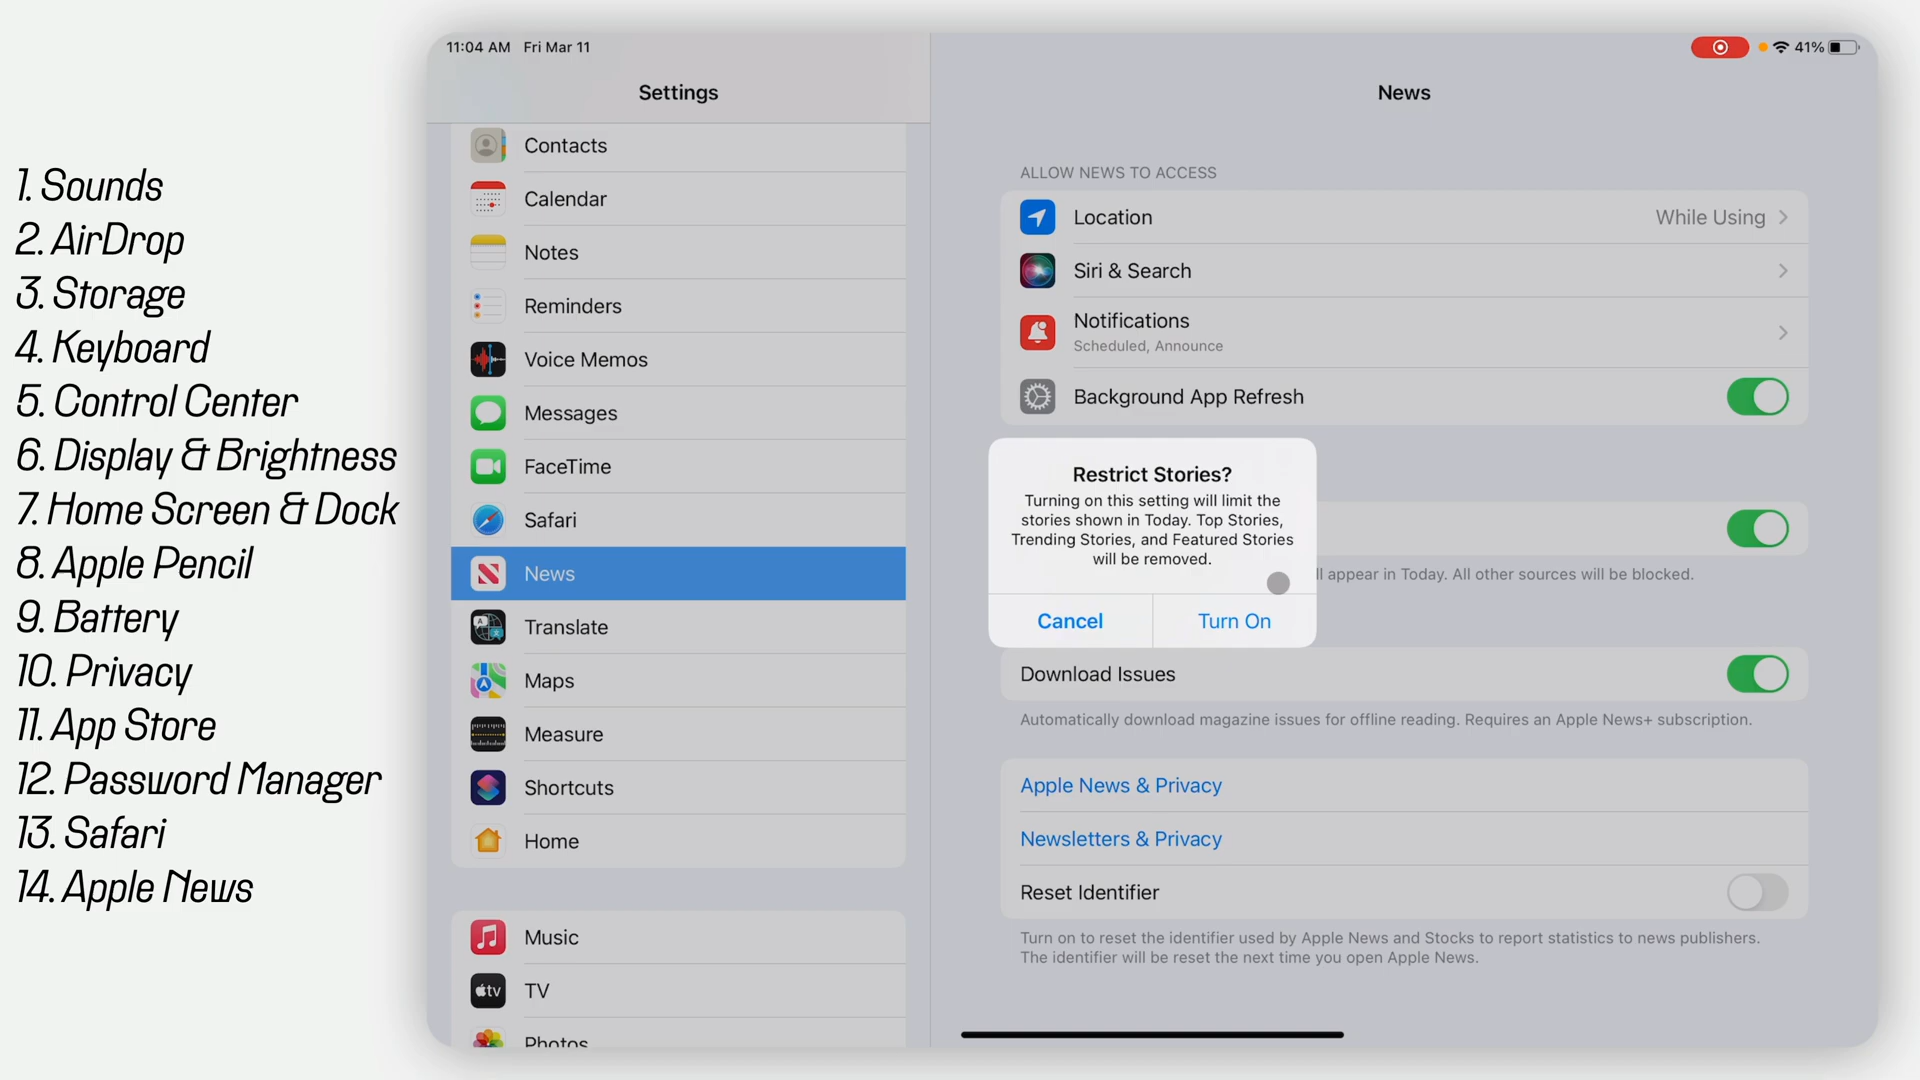 1. Sounds
2. AirDrop
3. Storage
4. Keyboard
5. Control Center
6. Display & Brightness
7. Home Screen & Dock
8. Apple Pencil
9. Battery
10. Privacy
11. App Store
12. Password Manager
13. Safari
14. Apple News
11:04 AM Fri Mar 11
Settings
Contacts
Calendar
Notes
Reminders
Voice Memos
Messages
FaceTime
Safari
News
Translate
Maps
Measure
Shortcuts
Home
Music
tv TV
Photos
41%
News
ALLOW NEWS TO ACCESS
Location While Using
Siri & Search
Notifications
Scheduled, Announce
Background App Refresh
Restrict Stories?
Turning on this setting will limit the
stories shown in Today. Top Stories,
Trending Stories, and Featured Stories
will be removed.
Cancel Turn On
appear in Today. All other sources will be blocked.
Download Issues
Automatically download magazine issues for offline reading. Requires an Apple News+ subscription.
Apple News & Privacy
Newsletters & Privacy
Reset Identifier
Turn on to reset the identifier used by Apple News and Stocks to report statistics to news publishers.
The identifier will be reset the next time you open Apple News.